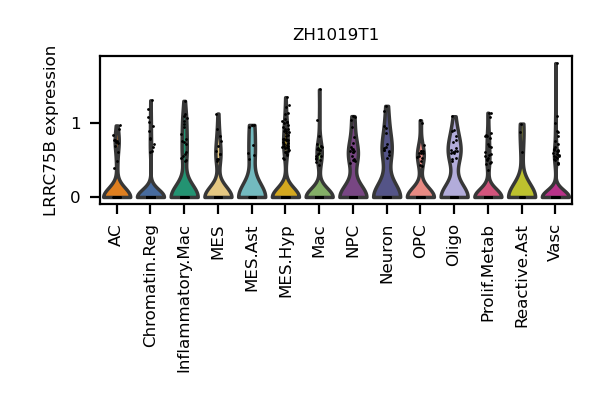 ZH1019T1
LRRC75B expression
1
0
AC
Chromatin.Reg
Inflammatory.Mac
MES
MES.Ast
MES.Hyp
Mac
NPC
Neuron
OPC
Oligo
Prolif.Metab
Reactive.Ast
Vasc